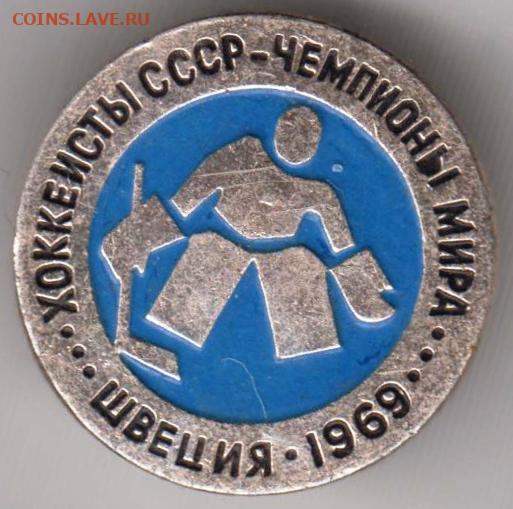 COINS.LAVE.RU
ХОККЕИСТЫ СССР-ЧЕМПИОНЫ МИРА
ШВЕЦИЯ · 1969